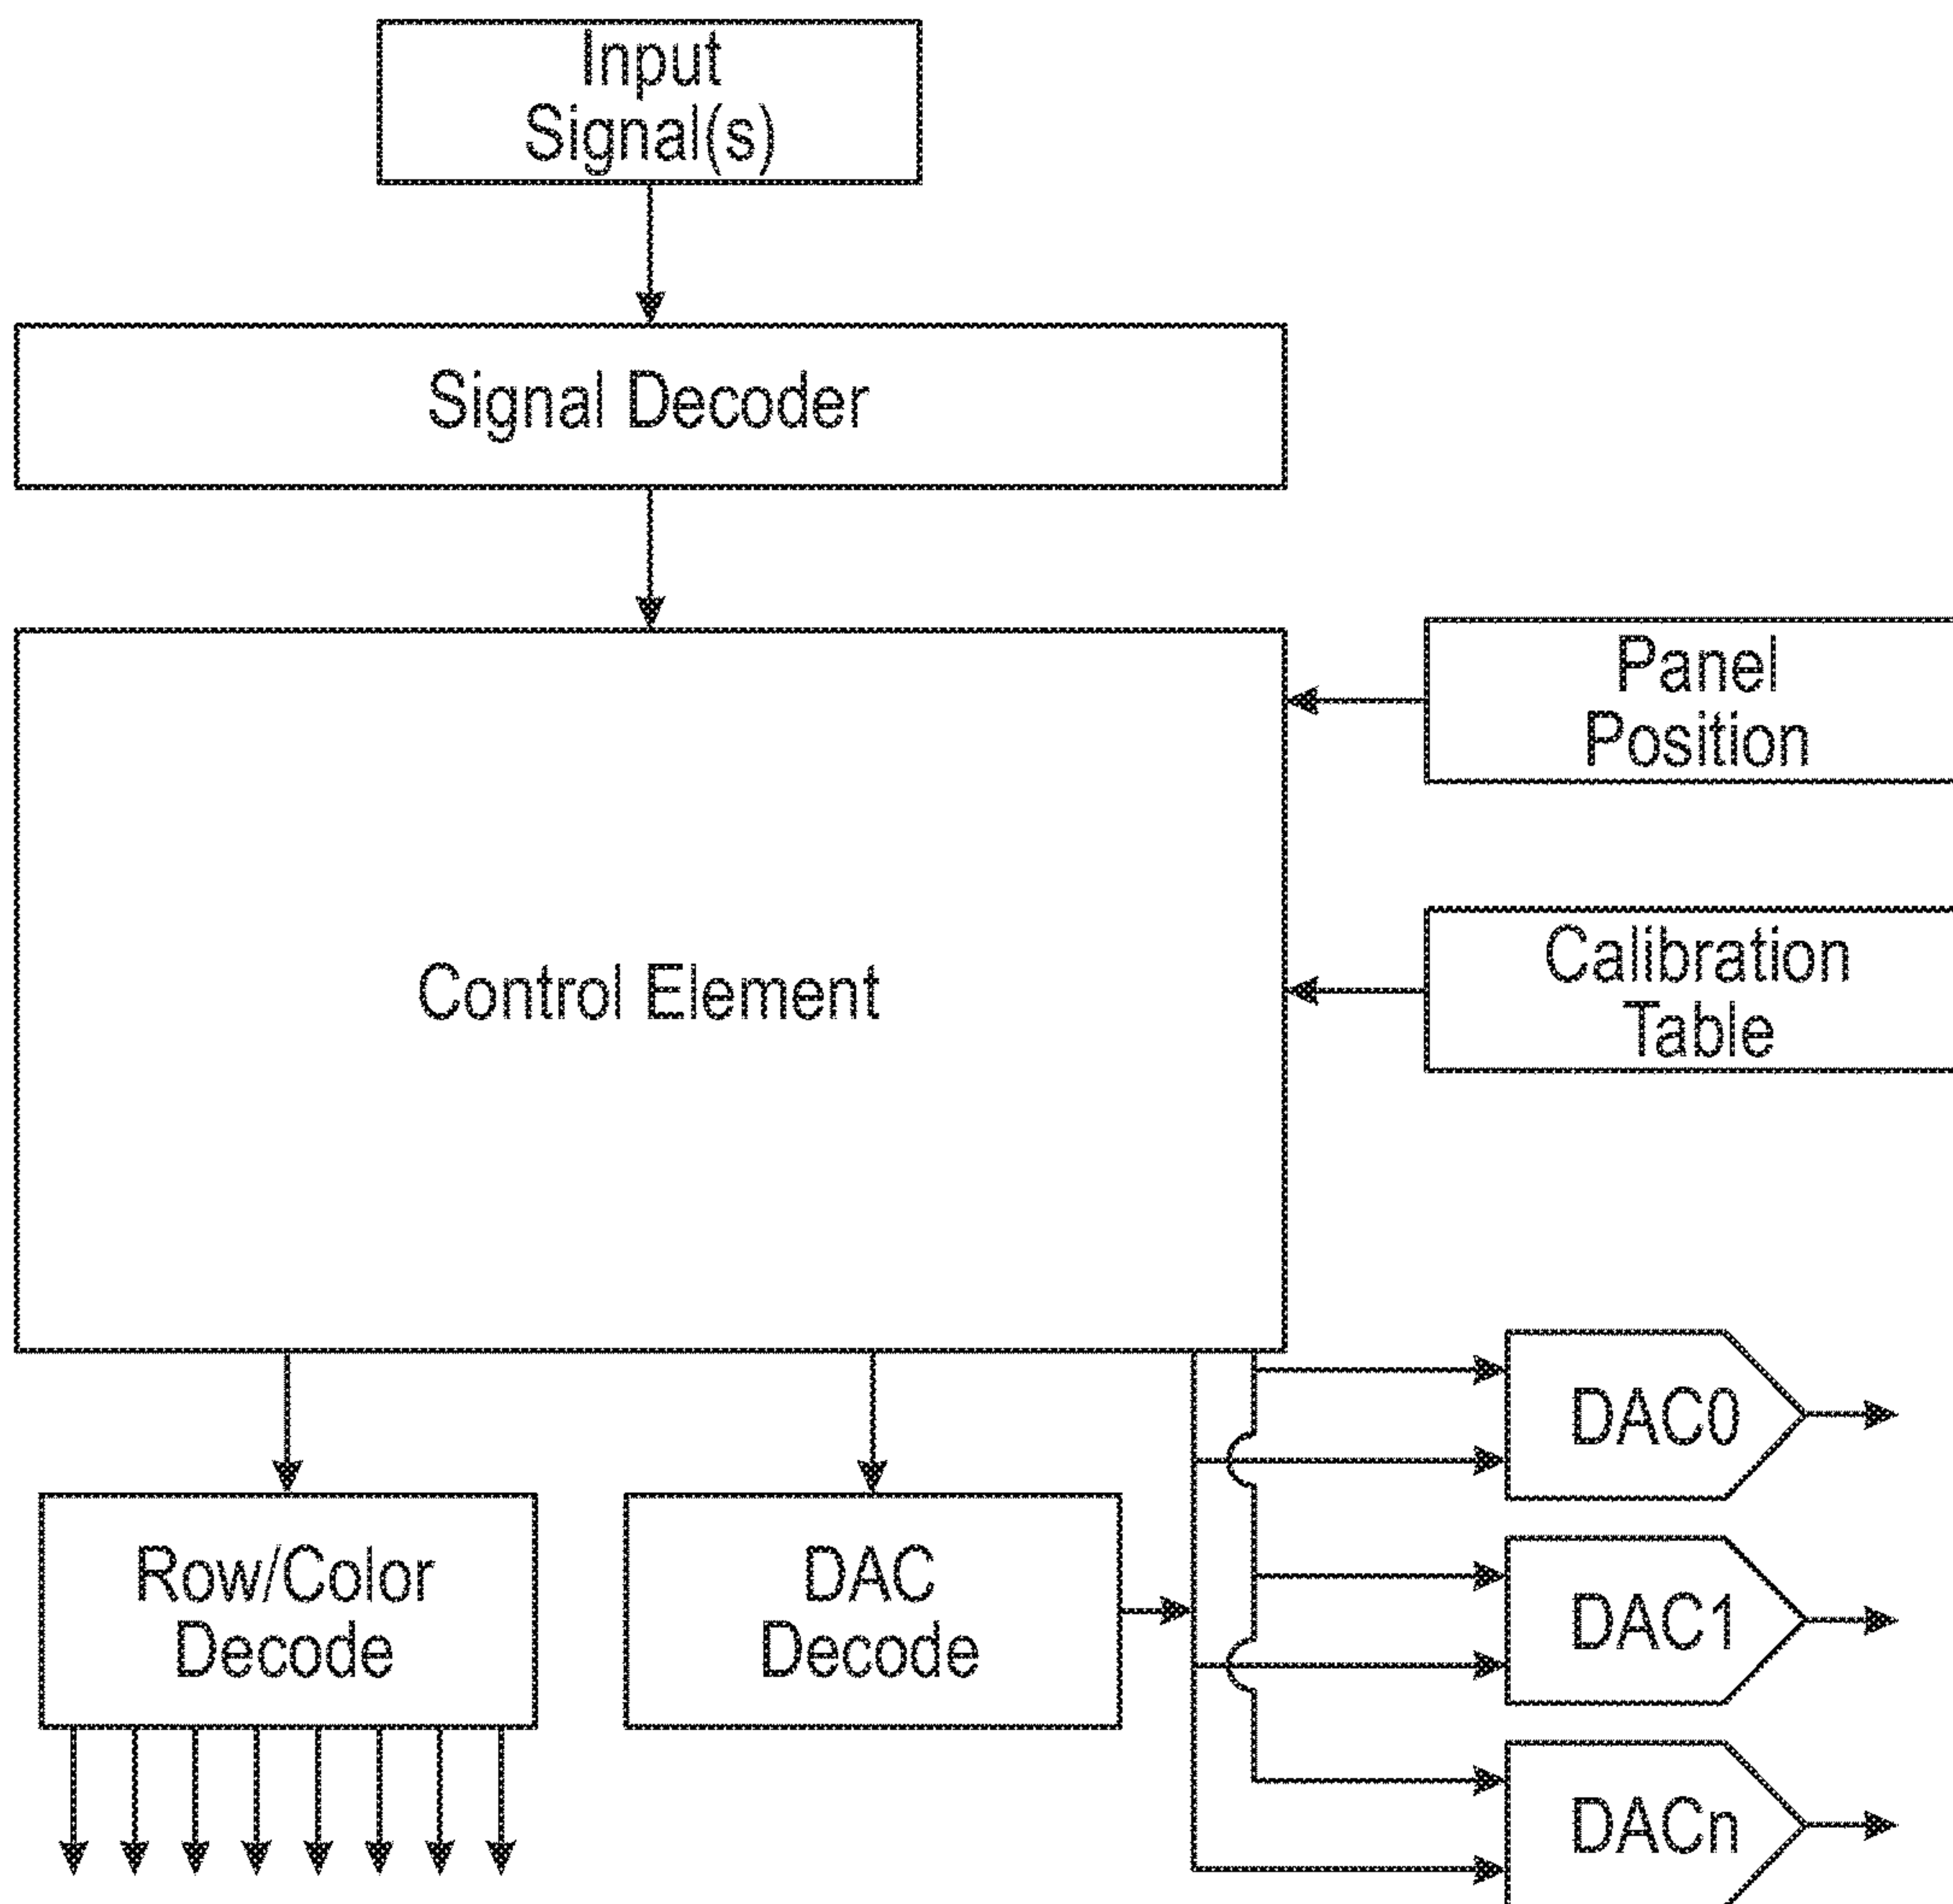 Input
Signal(s)
Signal Decoder
Panel
Position
Control Element
Calibration
Table
DAC0
Row/Color
Decode
DAC
Decode
DAC1
DACn